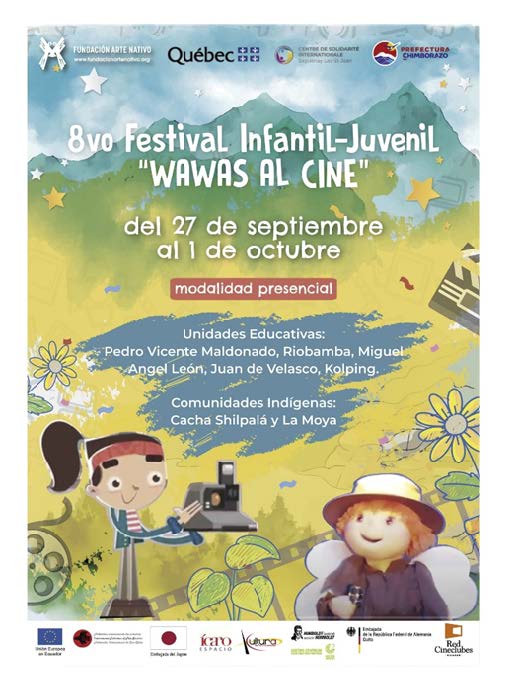 FUNDACIÓN ARTE NATIVO
www.fundacionartenativo.org
Québec
CENTRE DE SOLIDARITÉ
INTERNATIONALE
PREFECTURA
CHIMBORAZO
8vo Festival Infantil-Juvenil
"WAWAS AL CINE"
del 27 de septiembre
al 1 de octubre
modalidad presencial
Unidades Educativas:
Pedro Vicente Maldonado, Riobamba, Miguel
Angel León, Juan de Velasco, Kolping.
Comunidades Indígenas:
Cacha Shilpalá y La Moya
Unión Europea
en Ecuador
Embajada del Japón
ícaro
ESPACIO
Kultura
HUMBOLDT
Embajada
de la República Federal de Alemania
Quito
Red
Cineclubes